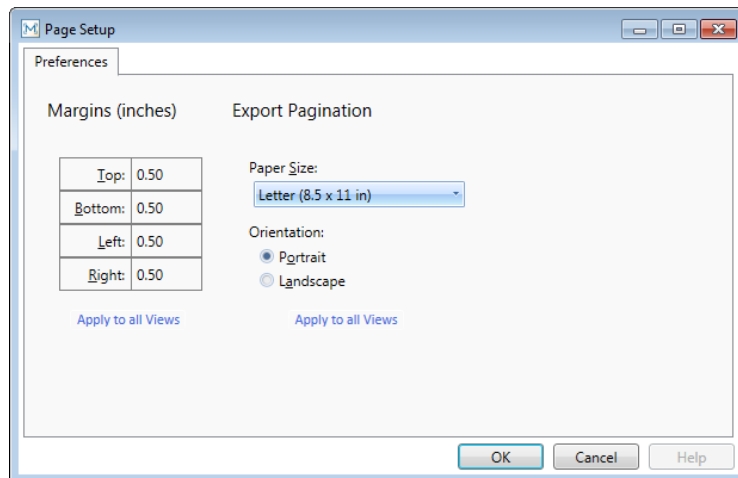 Page Setup
Preferences
Margins (inches)
Export Pagination
Top: 0.50
Bottom: 0.50
Left: 0.50
Right: 0.50
Apply to all Views
Paper Size:
Letter (8.5 x 11 in)
Orientation:
Portrait
Landscape
Apply to all Views
OK
Cancel
Help